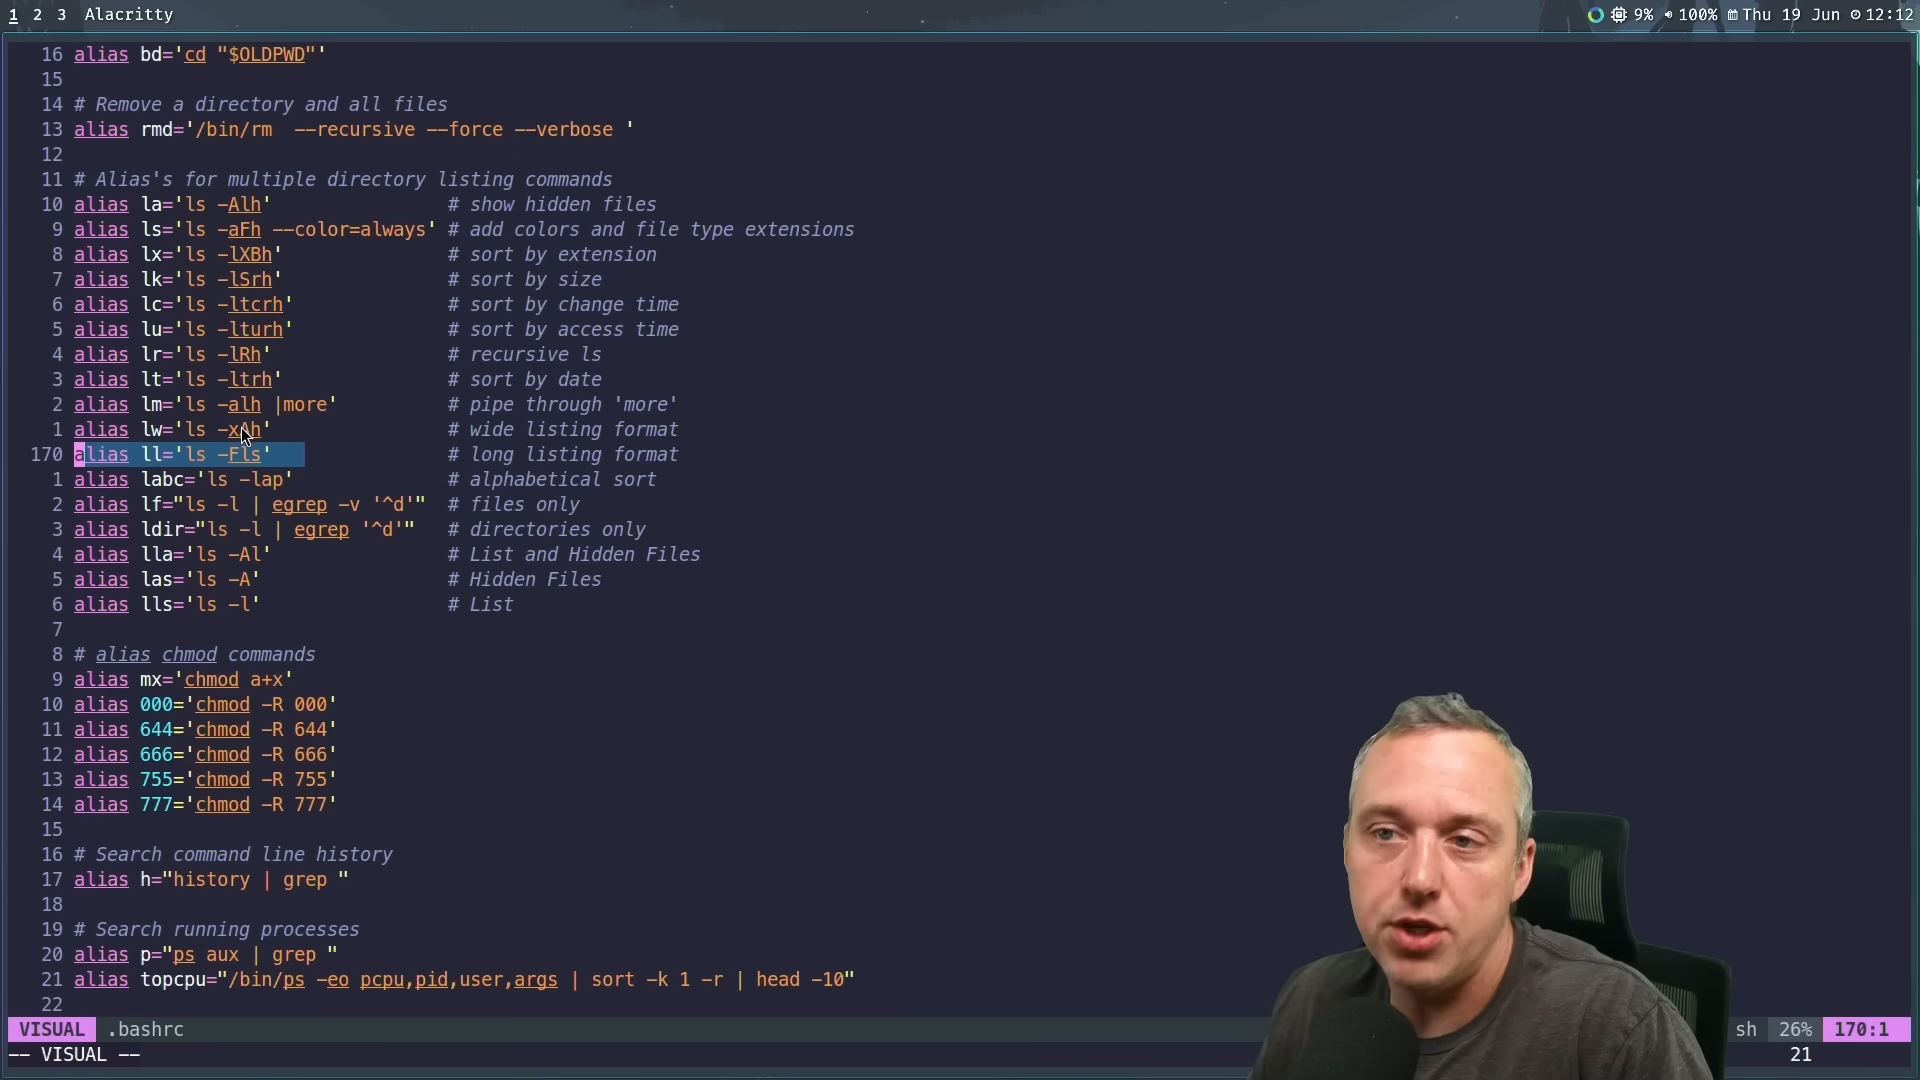 1 2 3 Alacritty 9% 100% Thu 19 Jun 12:12
16 alias bd='cd "$OLDPWD"'
15
14 # Remove a directory and all files
13 alias rmd='/bin/rm  --recursive --force --verbose '
12
11 # Alias's for multiple directory listing commands
10 alias la='ls -Alh'                # show hidden files
9 alias ls='ls -aFh --color=always' # add colors and file type extensions
8 alias lx='ls -lXBh'               # sort by extension
7 alias lk='ls -lSrh'               # sort by size
6 alias lc='ls -ltcrh'              # sort by change time
5 alias lu='ls -lturh'              # sort by access time
4 alias lr='ls -lRh'                # recursive ls
3 alias lt='ls -ltrh'               # sort by date
2 alias lm='ls -alh |more'          # pipe through 'more'
1 alias lw='ls -xAh'                # wide listing format
170 alias ll='ls -Fls'                # long listing format
1 alias labc='ls -lap'              # alphabetical sort
2 alias lf="ls -l | egrep -v '^d'"  # files only
3 alias ldir="ls -l | egrep '^d'"   # directories only
4 alias lla='ls -Al'                # List and Hidden Files
5 alias las='ls -A'                 # Hidden Files
6 alias lls='ls -l'                 # List
7
8 # alias chmod commands
9 alias mx='chmod a+x'
10 alias 000='chmod -R 000'
11 alias 644='chmod -R 644'
12 alias 666='chmod -R 666'
13 alias 755='chmod -R 755'
14 alias 777='chmod -R 777'
15
16 # Search command line history
17 alias h="history | grep "
18
19 # Search running processes
20 alias p="ps aux | grep "
21 alias topcpu="/bin/ps -eo pcpu,pid,user,args | sort -k 1 -r | head -10"
22
VISUAL .bashrc sh 26% 170:1
-- VISUAL -- 21